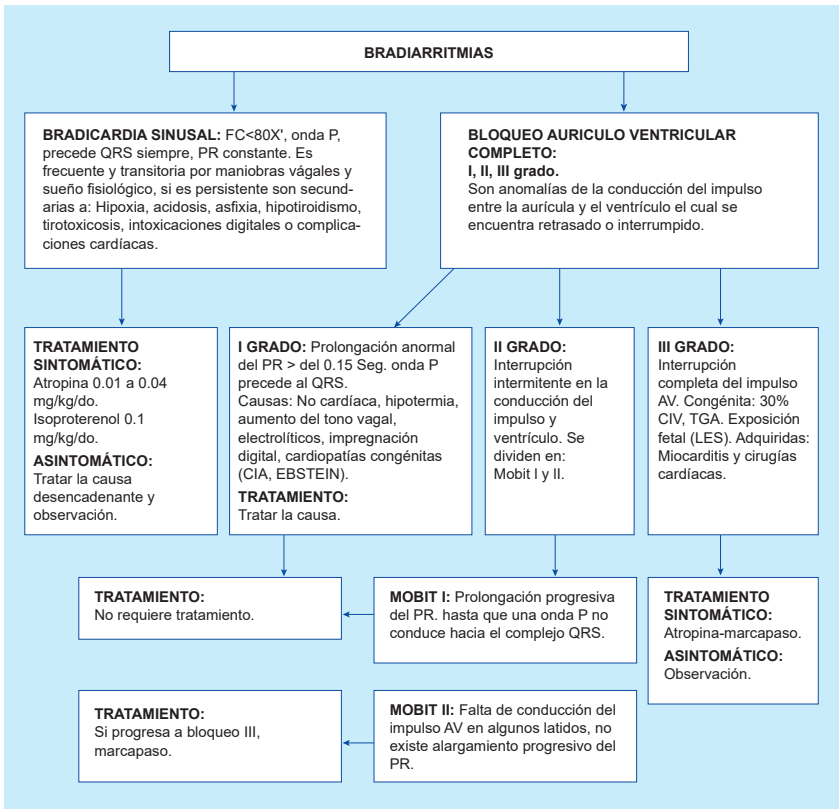 BRADIARRITMIAS
BRADICARDIA SINUSAL: FC<80X', onda P,
precede QRS siempre, PR constante. Es
frecuente y transitoria por maniobras vágales y
sueño fisiológico, si es persistente son secund-
arias a: Hipoxia, acidosis, asfixia, hipotiroidismo,
tirotoxicosis, intoxicaciones digitales o complica-
ciones cardíacas.
BLOQUEO AURICULO VENTRICULAR
COMPLETO:
I, II, III grado.
Son anomalías de la conducción del impulso
entre la aurícula y el ventrículo el cual se
encuentra retrasado o interrumpido.
TRATAMIENTO
SINTOMÁTICO:
Atropina 0.01 a 0.04
mg/kg/do.
Isoproterenol 0.1
mg/kg/do.
ASINTOMÁTICO:
Tratar la causa
desencadenante y
observación.
I GRADO: Prolongación anormal
del PR > del 0.15 Seg. onda P
precede al QRS.
Causas: No cardíaca, hipotermia,
aumento del tono vagal,
electrolíticos, impregnación
digital, cardiopatías congénitas
(CIA, EBSTEIN).
TRATAMIENTO:
Tratar la causa.
II GRADO:
Interrupción
intermitente en la
conducción del
impulso y
ventrículo. Se
dividen en:
Mobit I y II.
III GRADO:
Interrupción
completa del impulso
AV. Congénita: 30%
CIV, TGA. Exposición
fetal (LES). Adquiridas:
Miocarditis y cirugías
cardíacas.
TRATAMIENTO:
No requiere tratamiento.
MOBIT I: Prolongación progresiva
del PR. hasta que una onda P no
conduce hacia el complejo QRS.
TRATAMIENTO
SINTOMÁTICO:
Atropina-marcapaso.
ASINTOMÁTICO:
Observación.
TRATAMIENTO:
Si progresa a bloqueo III,
marcapaso.
MOBIT II: Falta de conducción del
impulso AV en algunos latidos, no
existe alargamiento progresivo del
PR.